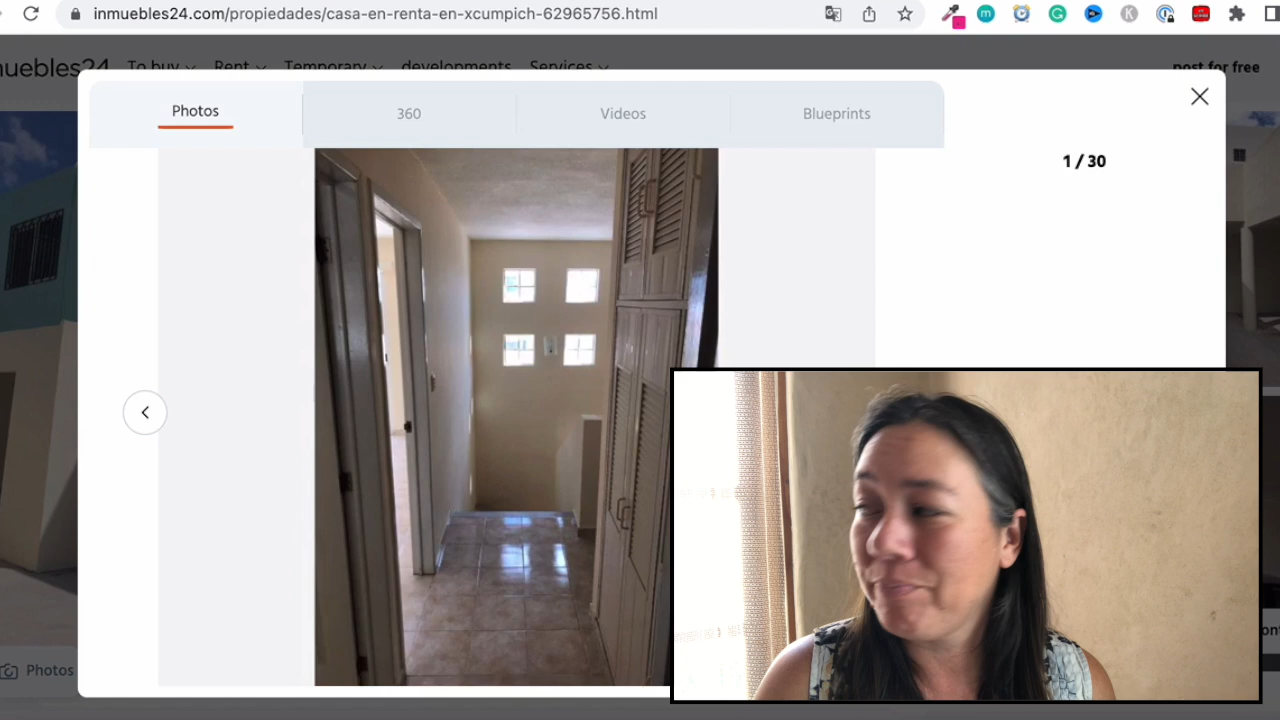 inmuebles24.com/propiedades/casa-en-renta-en-xcumpich-62965756.html
nuebles24 To buy Rent Temporary developments Services post for free
Photos 360 Videos Blueprints
1 / 30
Photos